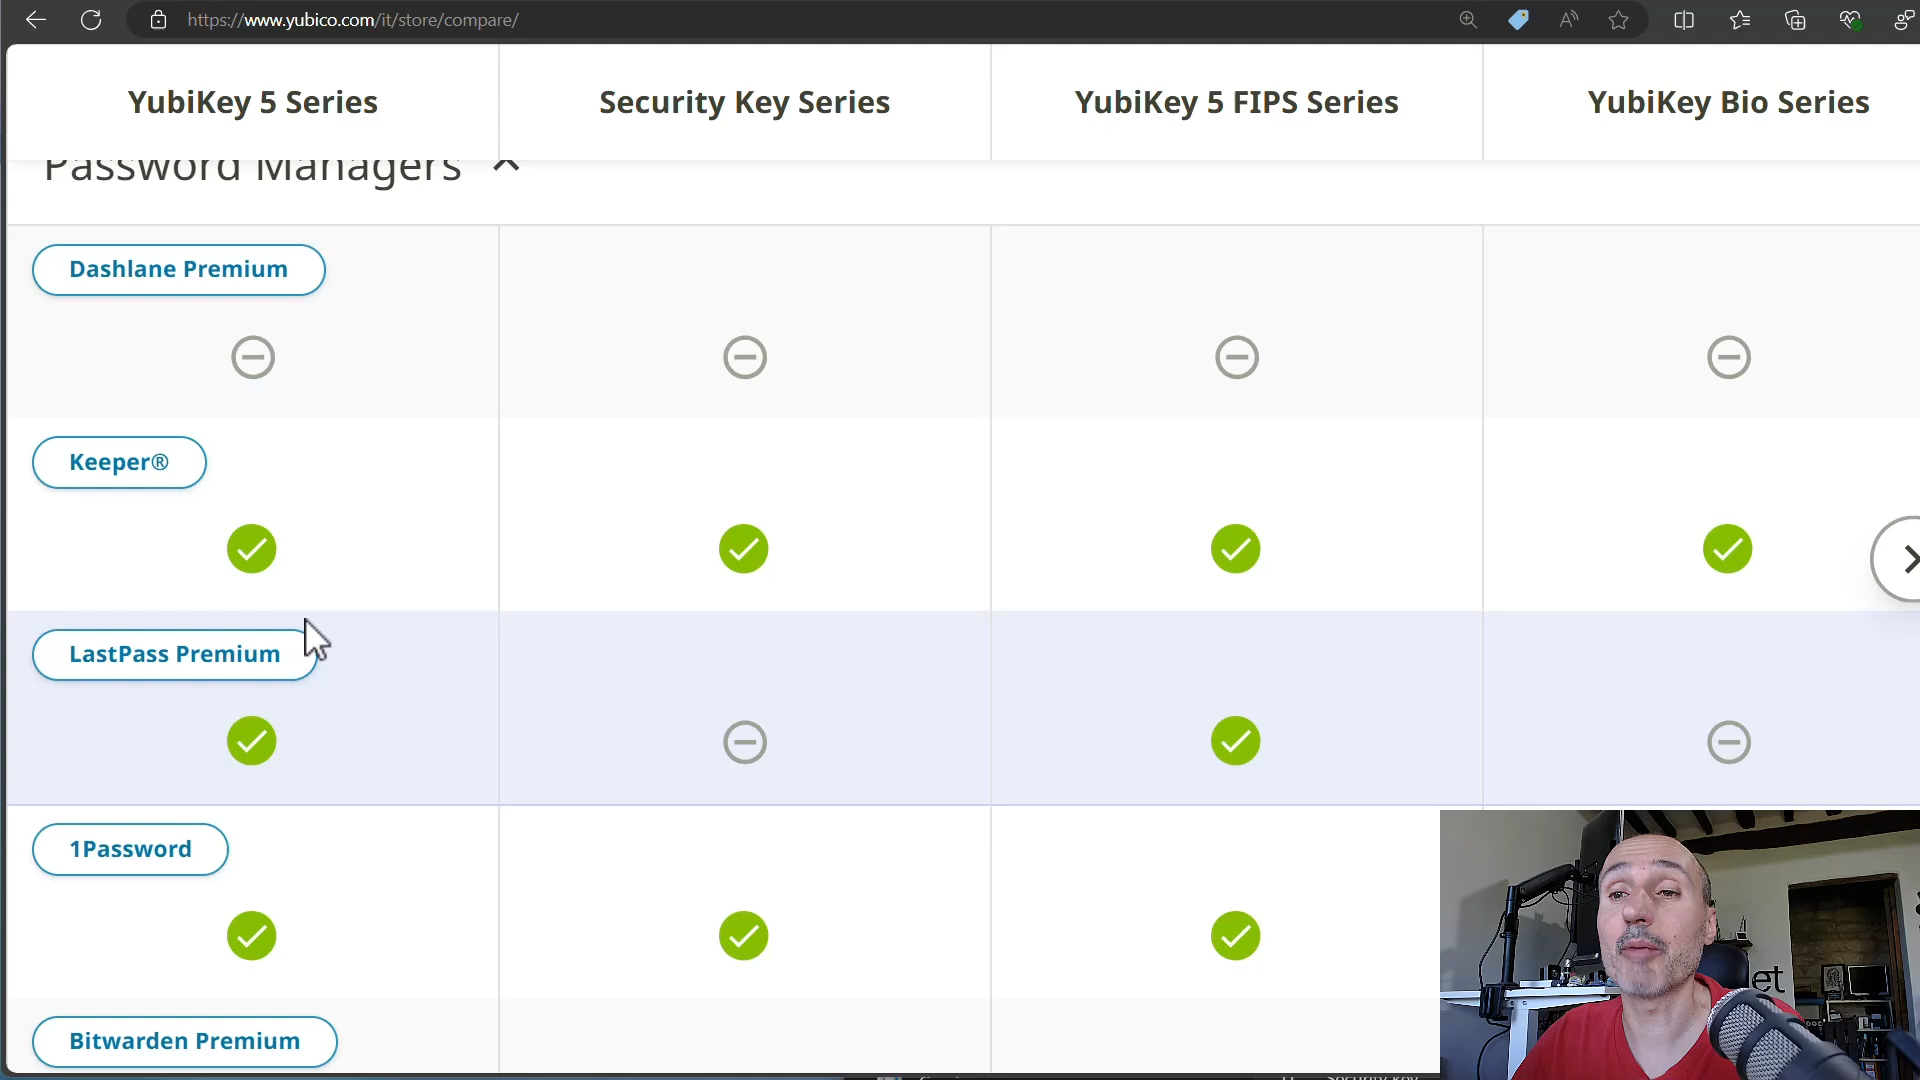 https://www.yubico.com/it/store/compare/
YubiKey 5 Series
Security Key Series
YubiKey 5 FIPS Series
YubiKey Bio Series
Password Managers
Dashlane Premium
Keeper®
LastPass Premium
1Password
Bitwarden Premium
et